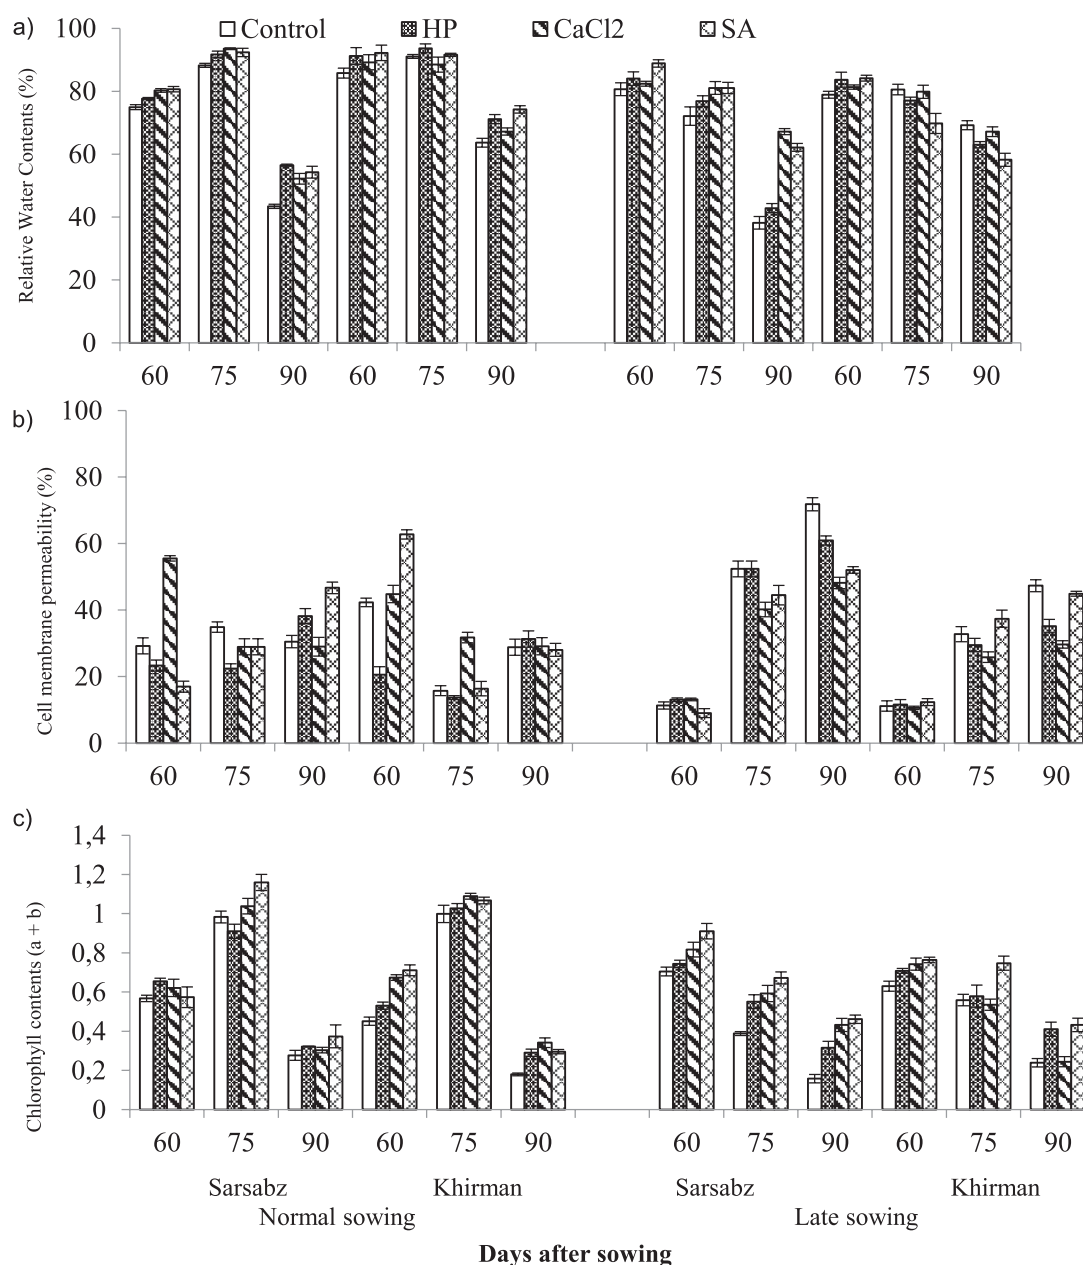 a)
Control HP CaCl2 SA
Relative Water Contents (%)
100
80
60
40
20
0
60 75 90 60 75 90 60 75 90 60 75 90
b)
Cell membrane permeability (%)
100
80
60
40
20
0
60 75 90 60 75 90 60 75 90 60 75 90
c)
Chlorophyll contents (a + b)
1,4
1,2
1
0,8
0,6
0,4
0,2
0
60 75 90 60 75 90 60 75 90 60 75 90
Sarsabz Khirman Sarsabz Khirman
Normal sowing Late sowing
Days after sowing